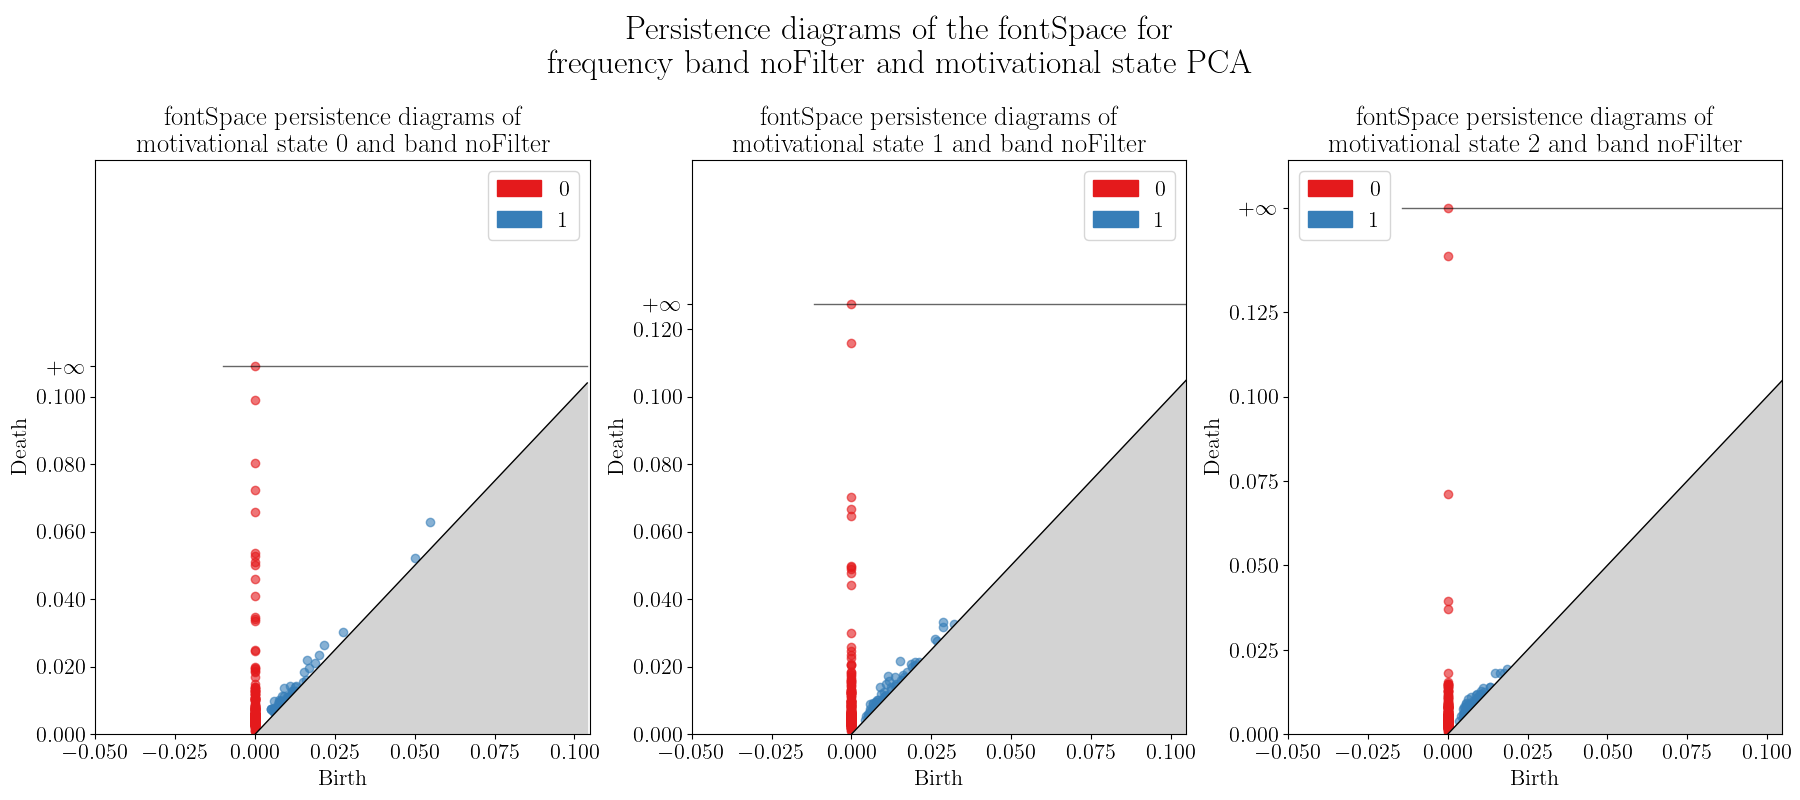 Persistence diagrams of the fontSpace for
frequency band noFilter and motivational state PCA
fontSpace persistence diagrams of
motivational state 0 and band noFilter
0
1
+∞
0.100
0.080
0.060
0.040
0.020
0.000
Death
−0.050 −0.025 0.000 0.025 0.050 0.075 0.100
Birth
fontSpace persistence diagrams of
motivational state 1 and band noFilter
0
1
+∞
0.120
0.100
0.080
0.060
0.040
0.020
0.000
Death
−0.050 −0.025 0.000 0.025 0.050 0.075 0.100
Birth
fontSpace persistence diagrams of
motivational state 2 and band noFilter
0
1
+∞
0.125
0.100
0.075
0.050
0.025
0.000
Death
−0.050 −0.025 0.000 0.025 0.050 0.075 0.100
Birth